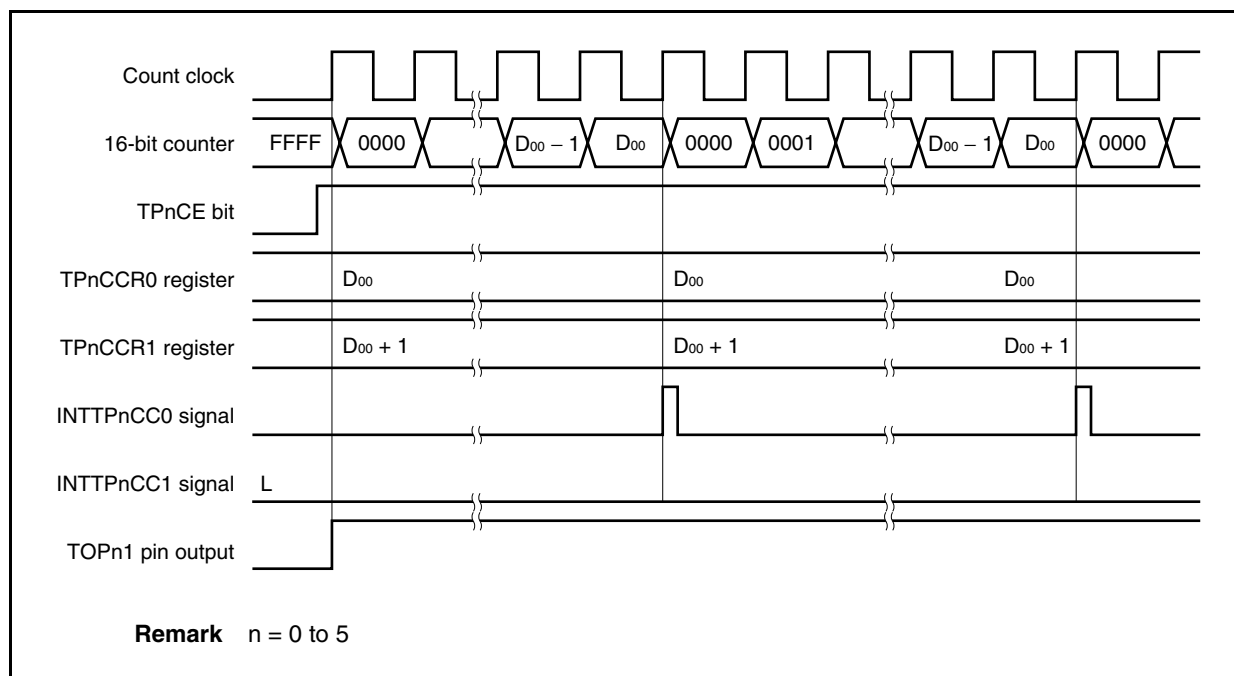 Count clock
16-bit counter FFFF 0000 D00 − 1 D00 0000 0001 D00 − 1 D00 0000
TPnCE bit
TPnCCR0 register D00 D00 D00
TPnCCR1 register D00 + 1 D00 + 1 D00 + 1
INTTPnCC0 signal
INTTPnCC1 signal L
TOPn1 pin output
Remark n = 0 to 5